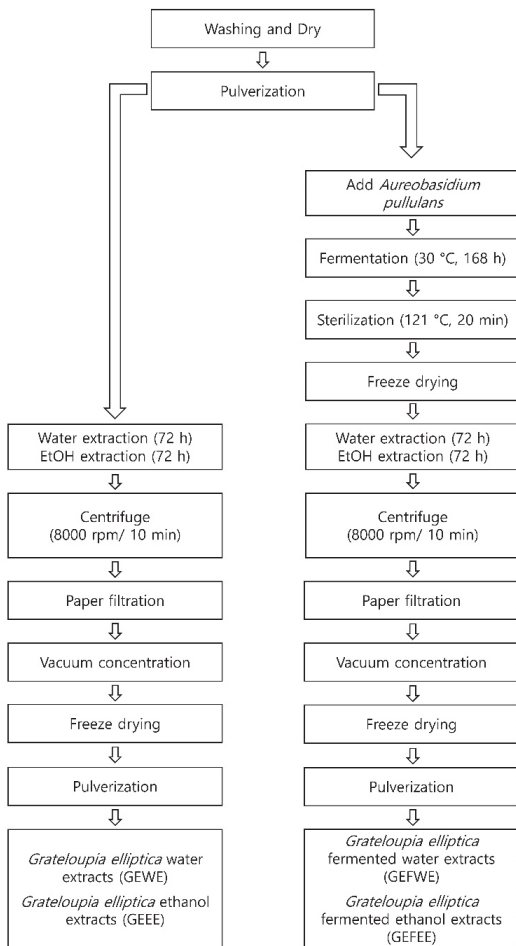 Washing and Dry
Pulverization
Add Aureobasidium
pullulans
Fermentation (30 °C, 168 h)
Sterilization (121 °C, 20 min)
Freeze drying
Water extraction (72 h)
EtOH extraction (72 h)
Water extraction (72 h)
EtOH extraction (72 h)
Centrifuge
(8000 rpm/ 10 min)
Centrifuge
(8000 rpm/ 10 min)
Paper filtration
Paper filtration
Vacuum concentration
Vacuum concentration
Freeze drying
Freeze drying
Pulverization
Pulverization
Grateloupia elliptica water
extracts (GEWE)
Grateloupia elliptica ethanol
extracts (GEEE)
Grateloupia elliptica
fermented water extracts
(GEFWE)
Grateloupia elliptica
fermented ethanol extracts
(GEFEE)